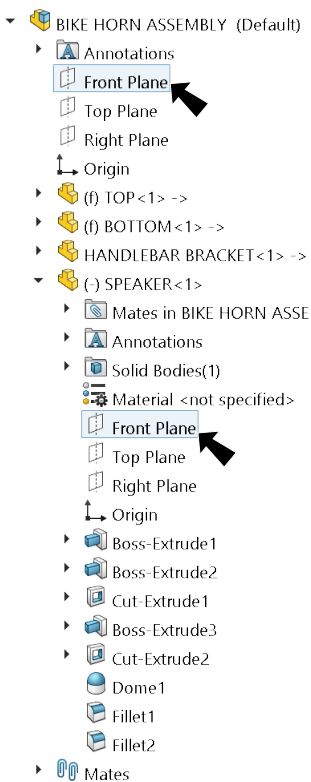 BIKE HORN ASSEMBLY (Default)
Annotations
Front Plane
Top Plane
Right Plane
Origin
(f) TOP<1> ->
(f) BOTTOM<1> ->
HANDLEBAR BRACKET<1> ->
(-) SPEAKER<1>
Mates in BIKE HORN ASSE
Annotations
Solid Bodies(1)
Material <not specified>
Front Plane
Top Plane
Right Plane
Origin
Boss-Extrude1
Boss-Extrude2
Cut-Extrude1
Boss-Extrude3
Cut-Extrude2
Dome1
Fillet1
Fillet2
Mates